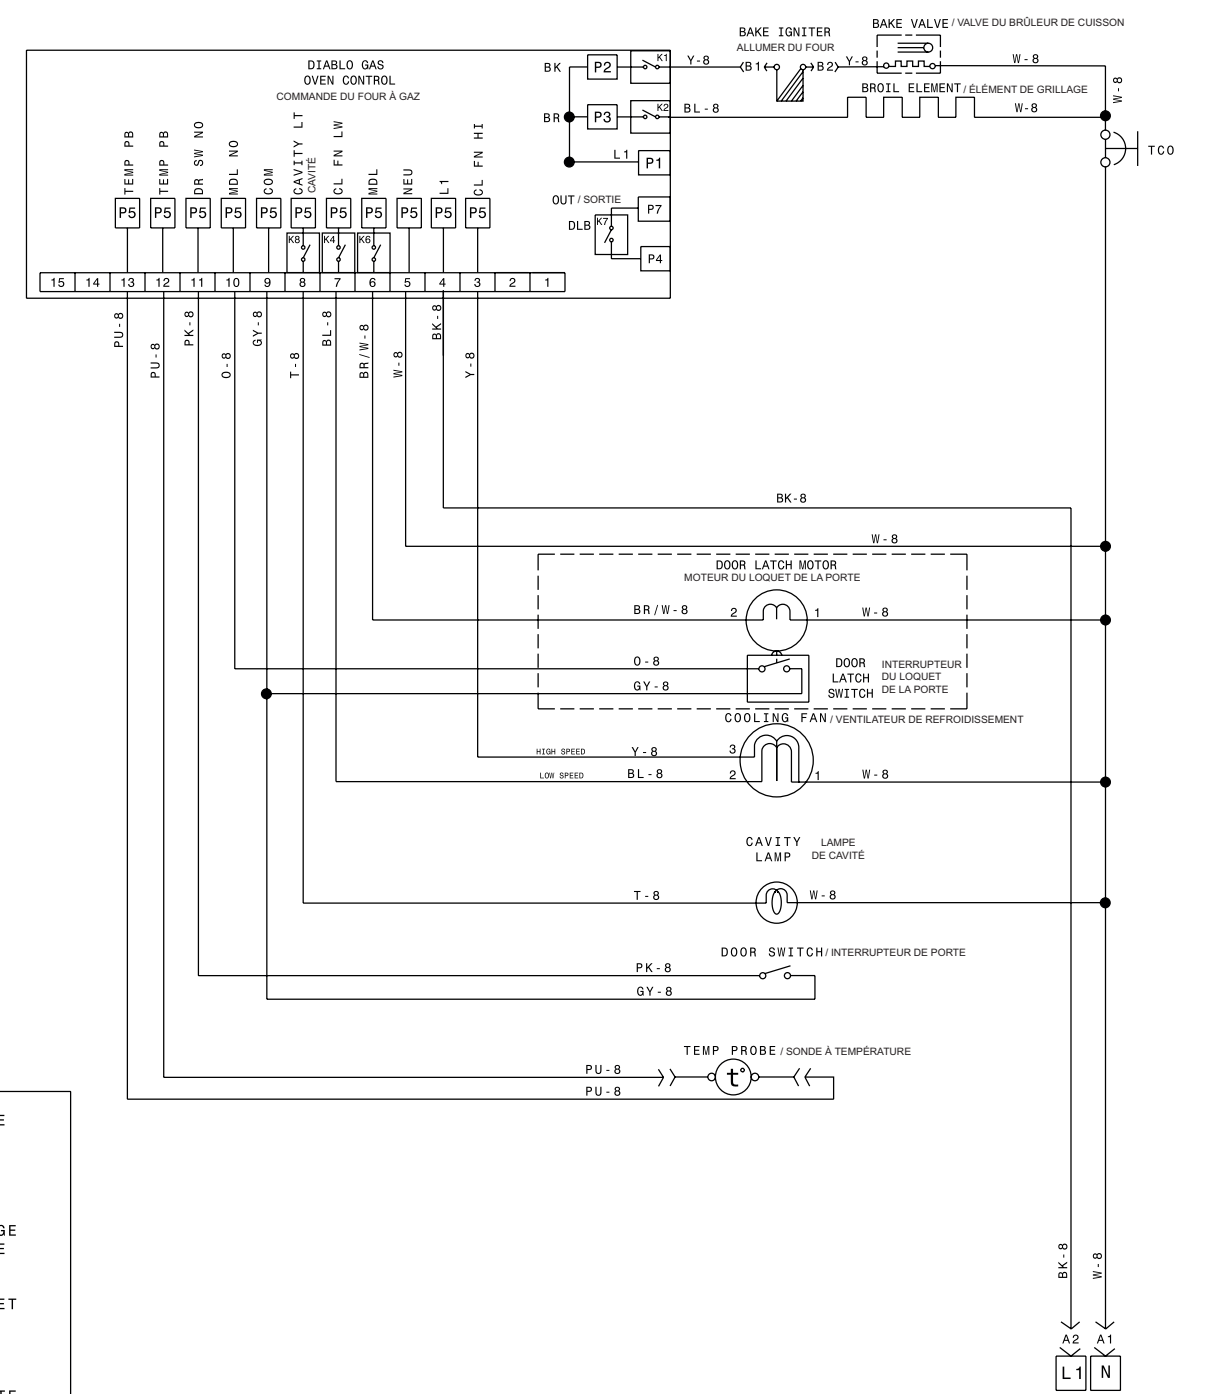 BAKE VALVE / VALVE DU BRÛLEUR DE CUISSON
BAKE IGNITER
ALLUMER DU FOUR
DIABLO GAS
OVEN CONTROL
COMMANDE DU FOUR À GAZ
BK P2 K1 Y-8 B1 B2 Y-8 W-8
W-8
BROIL ELEMENT / ÉLÉMENT DE GRILLAGE
BR P3 K2 BL-8 W-8
TCO
L1 P1
OUT / SORTIE
P7
DLB K7
P4
TEMP PB
TEMP PB
DR SW NO
MDL NO
COM
CAVITY LT
CAVITÉ
CL FN LW
MDL
NEU
L1
CL FN HI
P5 P5 P5 P5 P5 P5 P5 P5 P5 P5 P5
K8 K4 K6
15 14 13 12 11 10 9 8 7 6 5 4 3 2 1
PU-8
PU-8
PK-8
O-8
GY-8
T-8
BL-8
BR/W-8
W-8
BK-8
Y-8
BK-8
W-8
DOOR LATCH MOTOR
MOTEUR DU LOQUET DE LA PORTE
BR/W-8 2 1 W-8
O-8
GY-8
DOOR
LATCH
SWITCH
INTERRUPTEUR
DU LOQUET
DE LA PORTE
COOLING FAN / VENTILATEUR DE REFROIDISSEMENT
HIGH SPEED Y-8 3
LOW SPEED BL-8 2 1 W-8
CAVITY
LAMP
LAMPE
DE CAVITÉ
T-8 W-8
DOOR SWITCH / INTERRUPTEUR DE PORTE
PK-8
GY-8
TEMP PROBE / SONDE À TEMPÉRATURE
PU-8 t°
PU-8
E
GE
E
ET
BK-8
W-8
A2 A1
L1 N